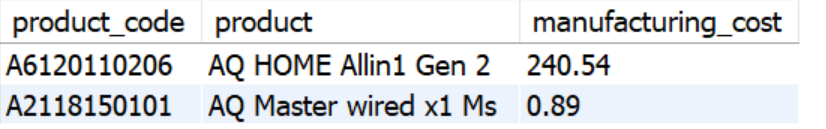 product_code product manufacturing_cost
A6120110206 AQ HOME Allin1 Gen 2 240.54
A2118150101 AQ Master wired x1 Ms 0.89